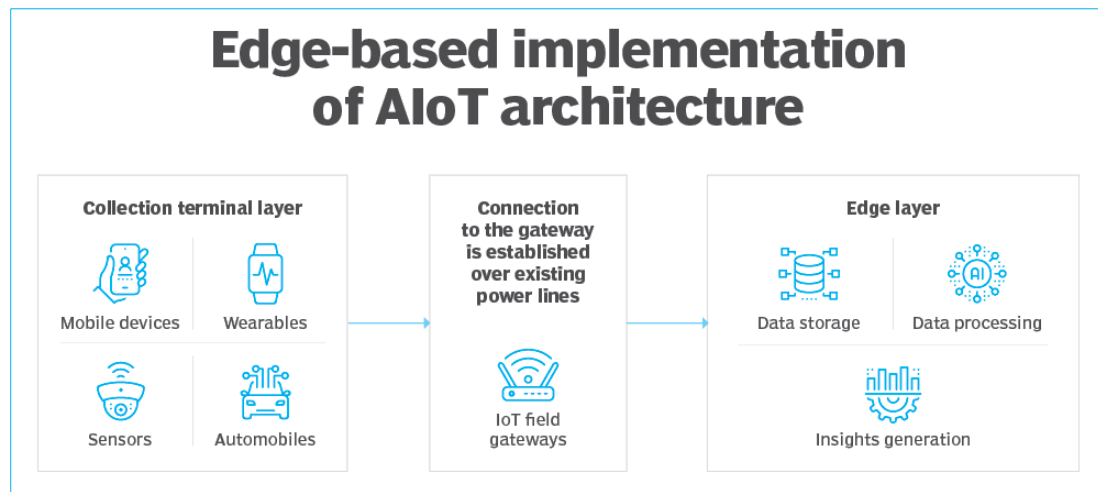 Edge-based implementation
of AIoT architecture
Collection terminal layer
Mobile devices
Wearables
Sensors
Automobiles
Connection
to the gateway
is established
over existing
power lines
IoT field
gateways
Edge layer
Data storage
AI
Data processing
Insights generation